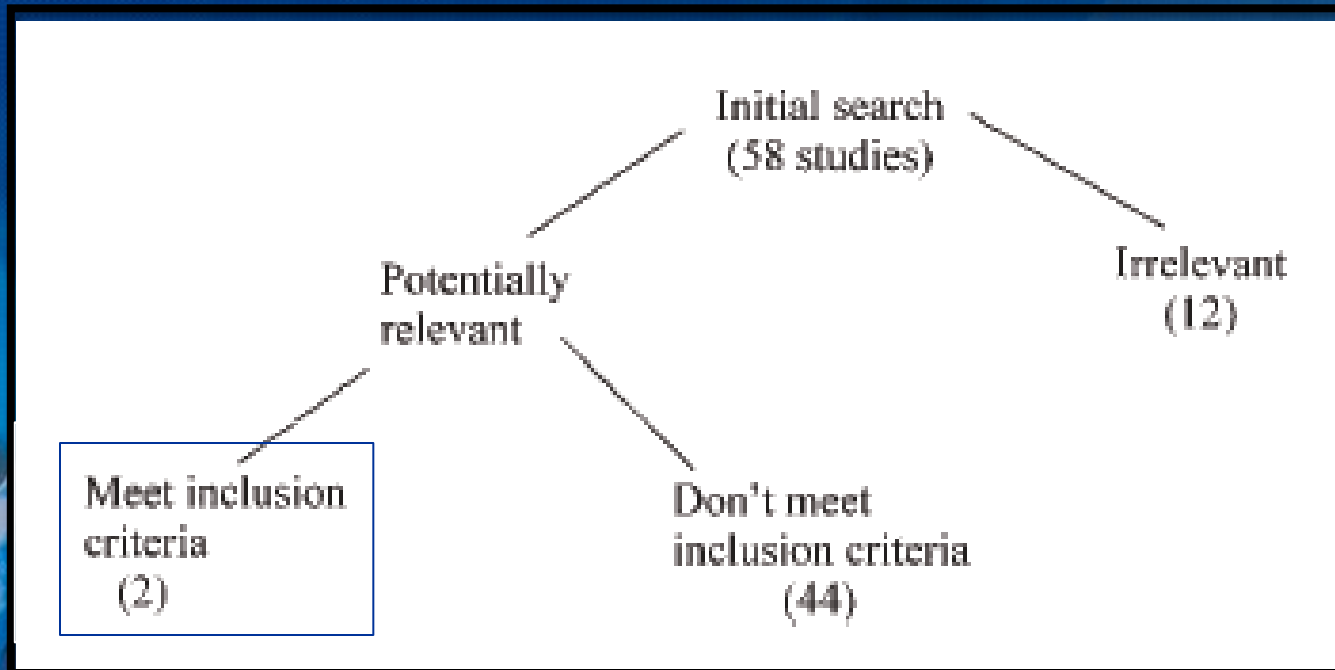 Initial search
(58 studies)
Potentially
relevant
Irrelevant
(12)
Meet inclusion
criteria
(2)
Don't meet
inclusion criteria
(44)